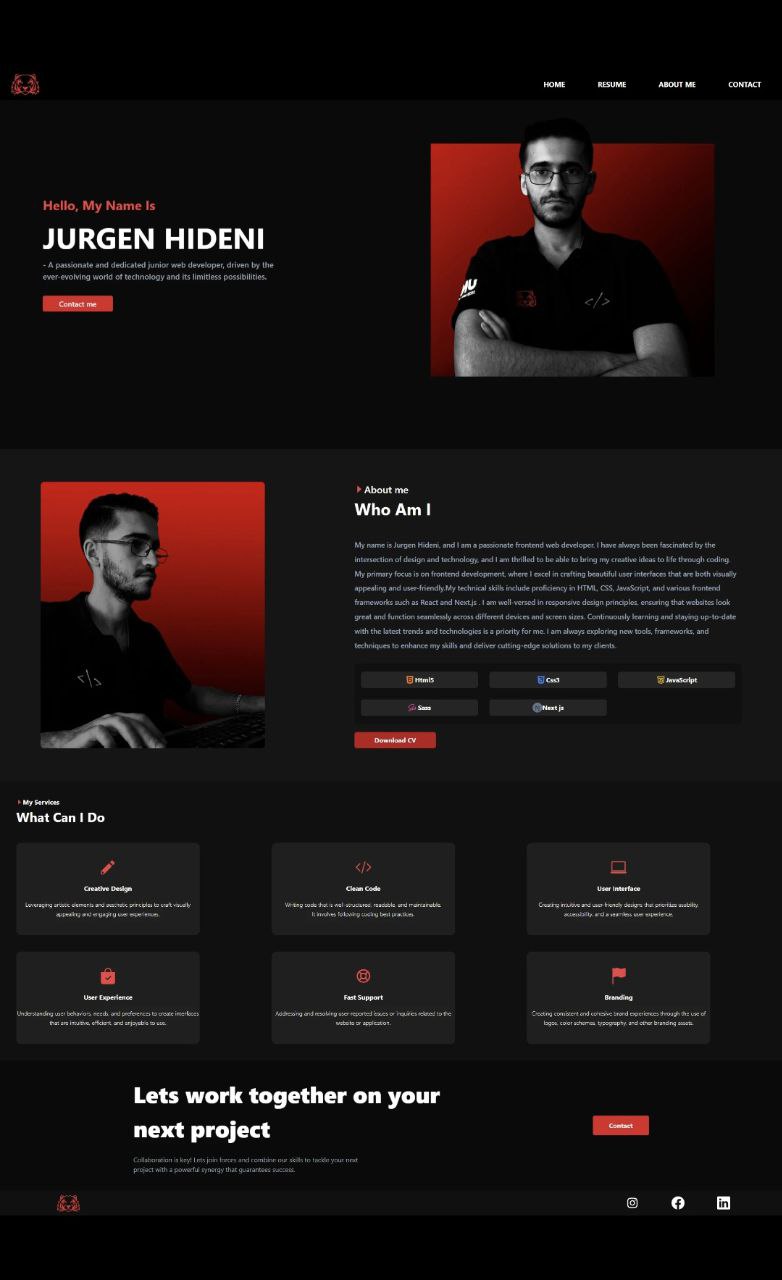 HOME RESUME ABOUT ME CONTACT
Hello, My Name Is
JURGEN HIDENI
- A passionate and dedicated junior web developer, driven by the
ever-evolving world of technology and its limitless possibilities.
Contact me
MU
</>
About me
Who Am I
My name is Jurgen Hideni, and I am a passionate frontend web developer. I have always been fascinated by the
intersection of design and technology, and I am thrilled to be able to bring my creative ideas to life through coding.
My primary focus is on frontend development, where I excel in crafting beautiful user interfaces that are both visually
appealing and user-friendly.My technical skills include proficiency in HTML, CSS, JavaScript, and various frontend
frameworks such as React and Next.js . I am well-versed in responsive design principles, ensuring that websites look
great and function seamlessly across different devices and screen sizes. Continuously learning and staying up-to-date
with the latest trends and technologies is a priority for me. I am always exploring new tools, frameworks, and
techniques to enhance my skills and deliver cutting-edge solutions to my clients.
</>
Html5 Css3 JavaScript
Sass Next js
Download CV
My Services
What Can I Do
Creative Design
Leveraging artistic elements and aesthetic principles to craft visually
appealing and engaging user experiences.
Clean Code
Writing code that is well-structured, readable, and maintainable.
It involves following coding best practices.
User Interface
Creating intuitive and user-friendly designs that prioritize usability,
accessibility, and a seamless user experience.
User Experience
Understanding user behaviors, needs, and preferences to create interfaces
that are intuitive, efficient, and enjoyable to use.
Fast Support
Addressing and resolving user-reported issues or inquiries related to the
website or application.
Branding
Creating consistent and cohesive brand experiences through the use of
logos, color schemes, typography, and other branding assets.
Lets work together on your
next project
Collaboration is key! Lets join forces and combine our skills to tackle your next
project with a powerful synergy that guarantees success.
Contact